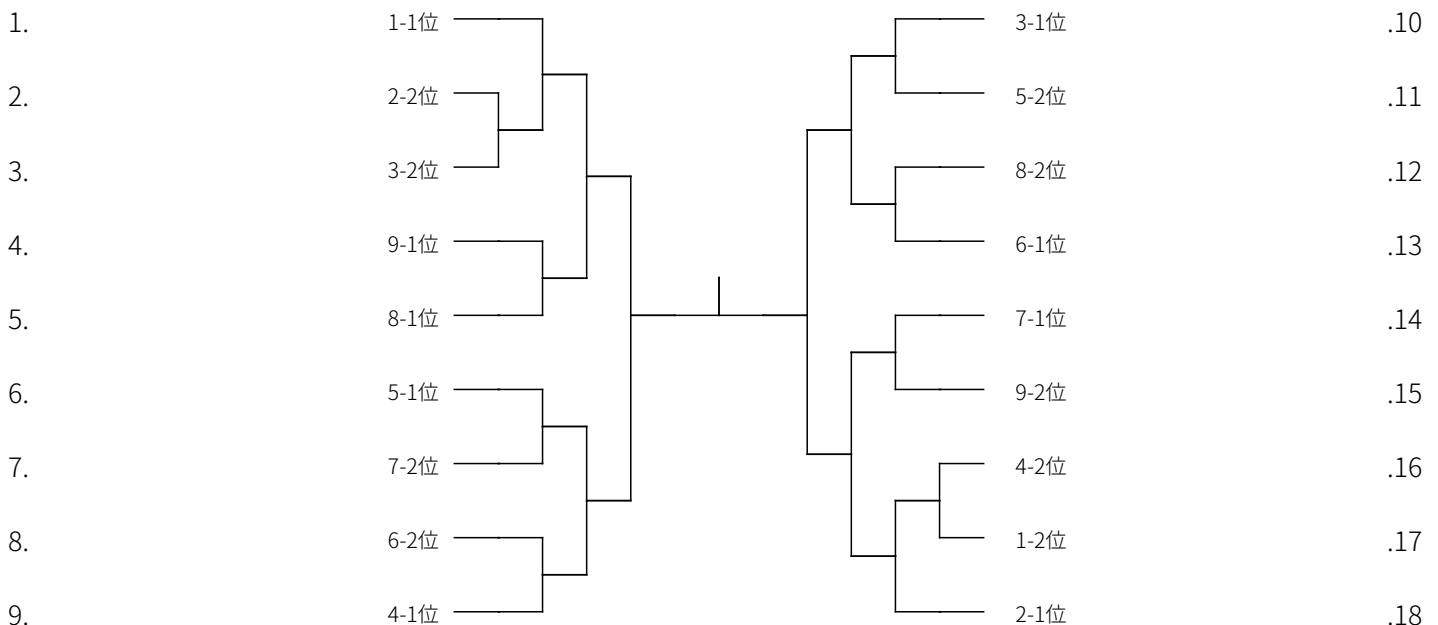 1. 1-1位 3-1位 .10
2. 2-2位 5-2位 .11
3. 3-2位 8-2位 .12
4. 9-1位 6-1位 .13
5. 8-1位 7-1位 .14
6. 5-1位 9-2位 .15
7. 7-2位 4-2位 .16
8. 6-2位 1-2位 .17
9. 4-1位 2-1位 .18